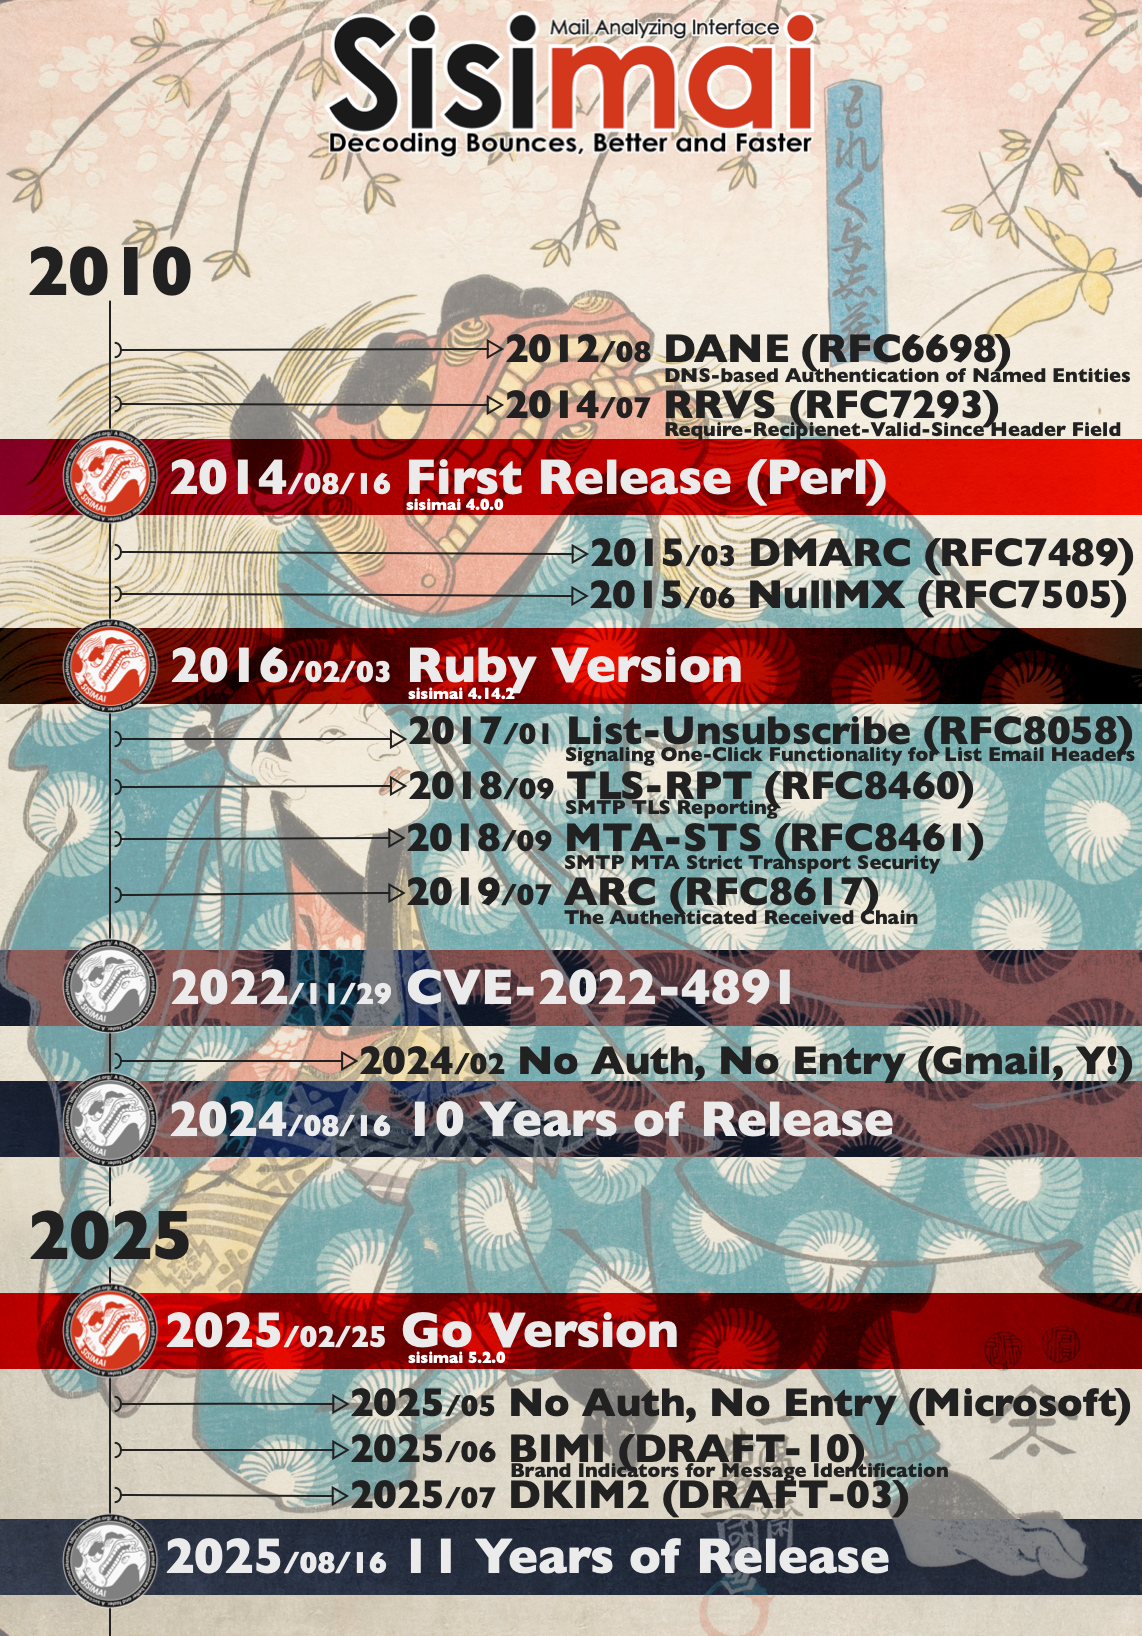 Mail Analyzing Interface
Sisimai
Decoding Bounces, Better and Faster
2010
2012/08 DANE (RFC6698)
DNS-based Authentication of Named Entities
2014/07 RRVS (RFC7293)
Require-Recipienet-Valid-Since Header Field
2014/08/16 First Release (Perl)
sisimai 4.0.0
2015/03 DMARC (RFC7489)
2015/06 NullMX (RFC7505)
2016/02/03 Ruby Version
sisimai 4.14.2
2017/01 List-Unsubscribe (RFC8058)
Signaling One-Click Functionality for List Email Headers
2018/09 TLS-RPT (RFC8460)
SMTP TLS Reporting
2018/09 MTA-STS (RFC8461)
SMTP MTA Strict Transport Security
2019/07 ARC (RFC8617)
The Authenticated Received Chain
2022/11/29 CVE-2022-4891
2024/02 No Auth, No Entry (Gmail, Y!)
2024/08/16 10 Years of Release
2025
2025/02/25 Go Version
sisimai 5.2.0
2025/05 No Auth, No Entry (Microsoft)
2025/06 BIMI (DRAFT-10)
Brand Indicators for Message Identification
2025/07 DKIM2 (DRAFT-03)
2025/08/16 11 Years of Release